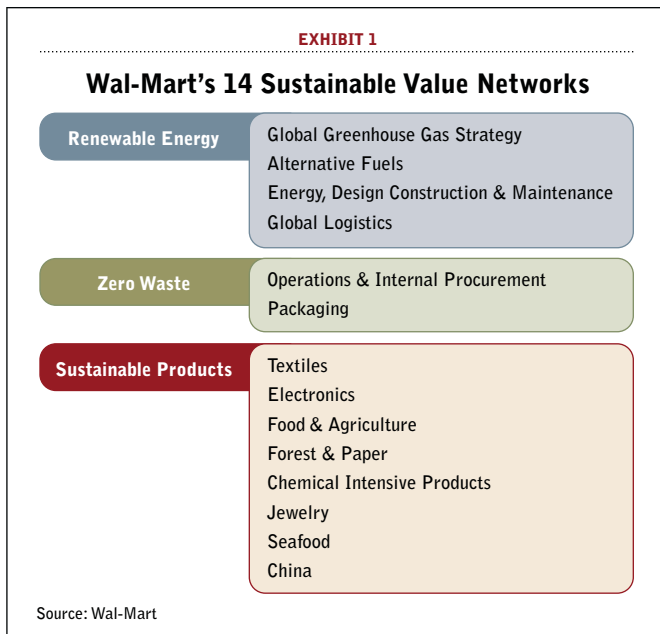 EXHIBIT 1
Wal-Mart's 14 Sustainable Value Networks
Renewable Energy
Global Greenhouse Gas Strategy
Alternative Fuels
Energy, Design Construction & Maintenance
Global Logistics
Zero Waste
Operations & Internal Procurement
Packaging
Sustainable Products
Textiles
Electronics
Food & Agriculture
Forest & Paper
Chemical Intensive Products
Jewelry
Seafood
China
Source: Wal-Mart